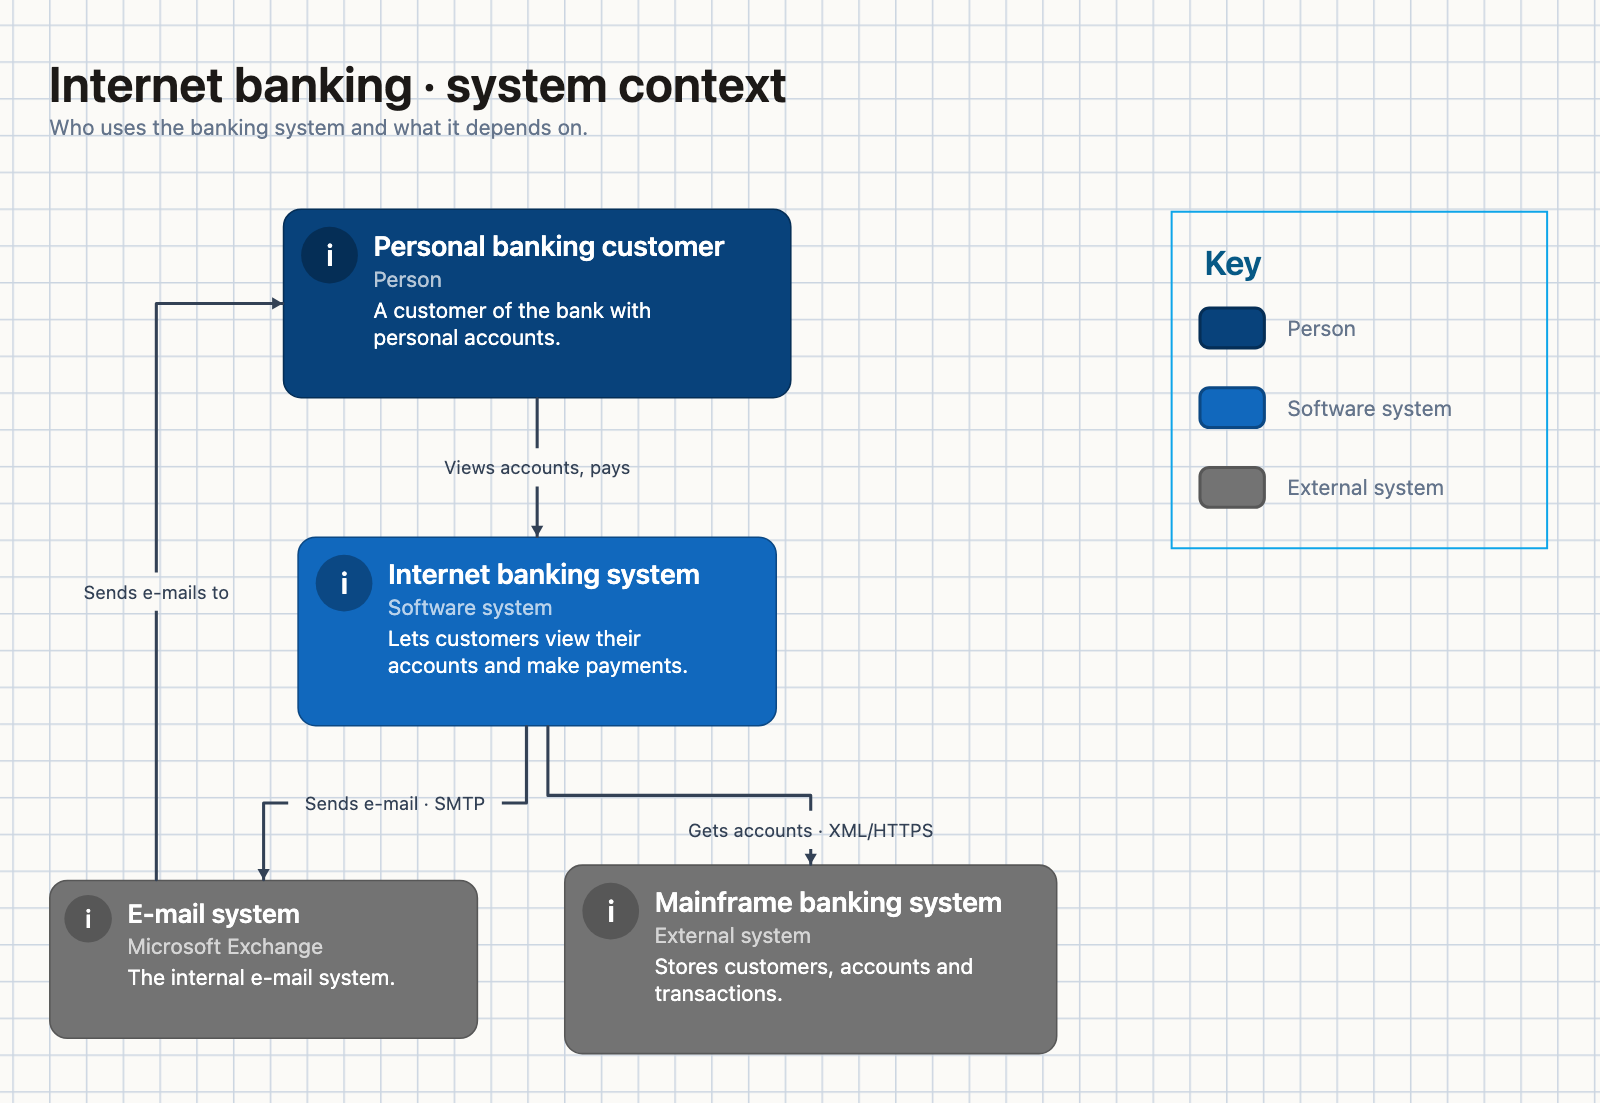 Internet banking · system context
Who uses the banking system and what it depends on.
i
Personal banking customer
Person
A customer of the bank with
personal accounts.
Key
Person
Software system
External system
Views accounts, pays
i
Internet banking system
Software system
Lets customers view their
accounts and make payments.
Sends e-mails to
Sends e-mail · SMTP
Gets accounts · XML/HTTPS
i
E-mail system
Microsoft Exchange
The internal e-mail system.
i
Mainframe banking system
External system
Stores customers, accounts and
transactions.